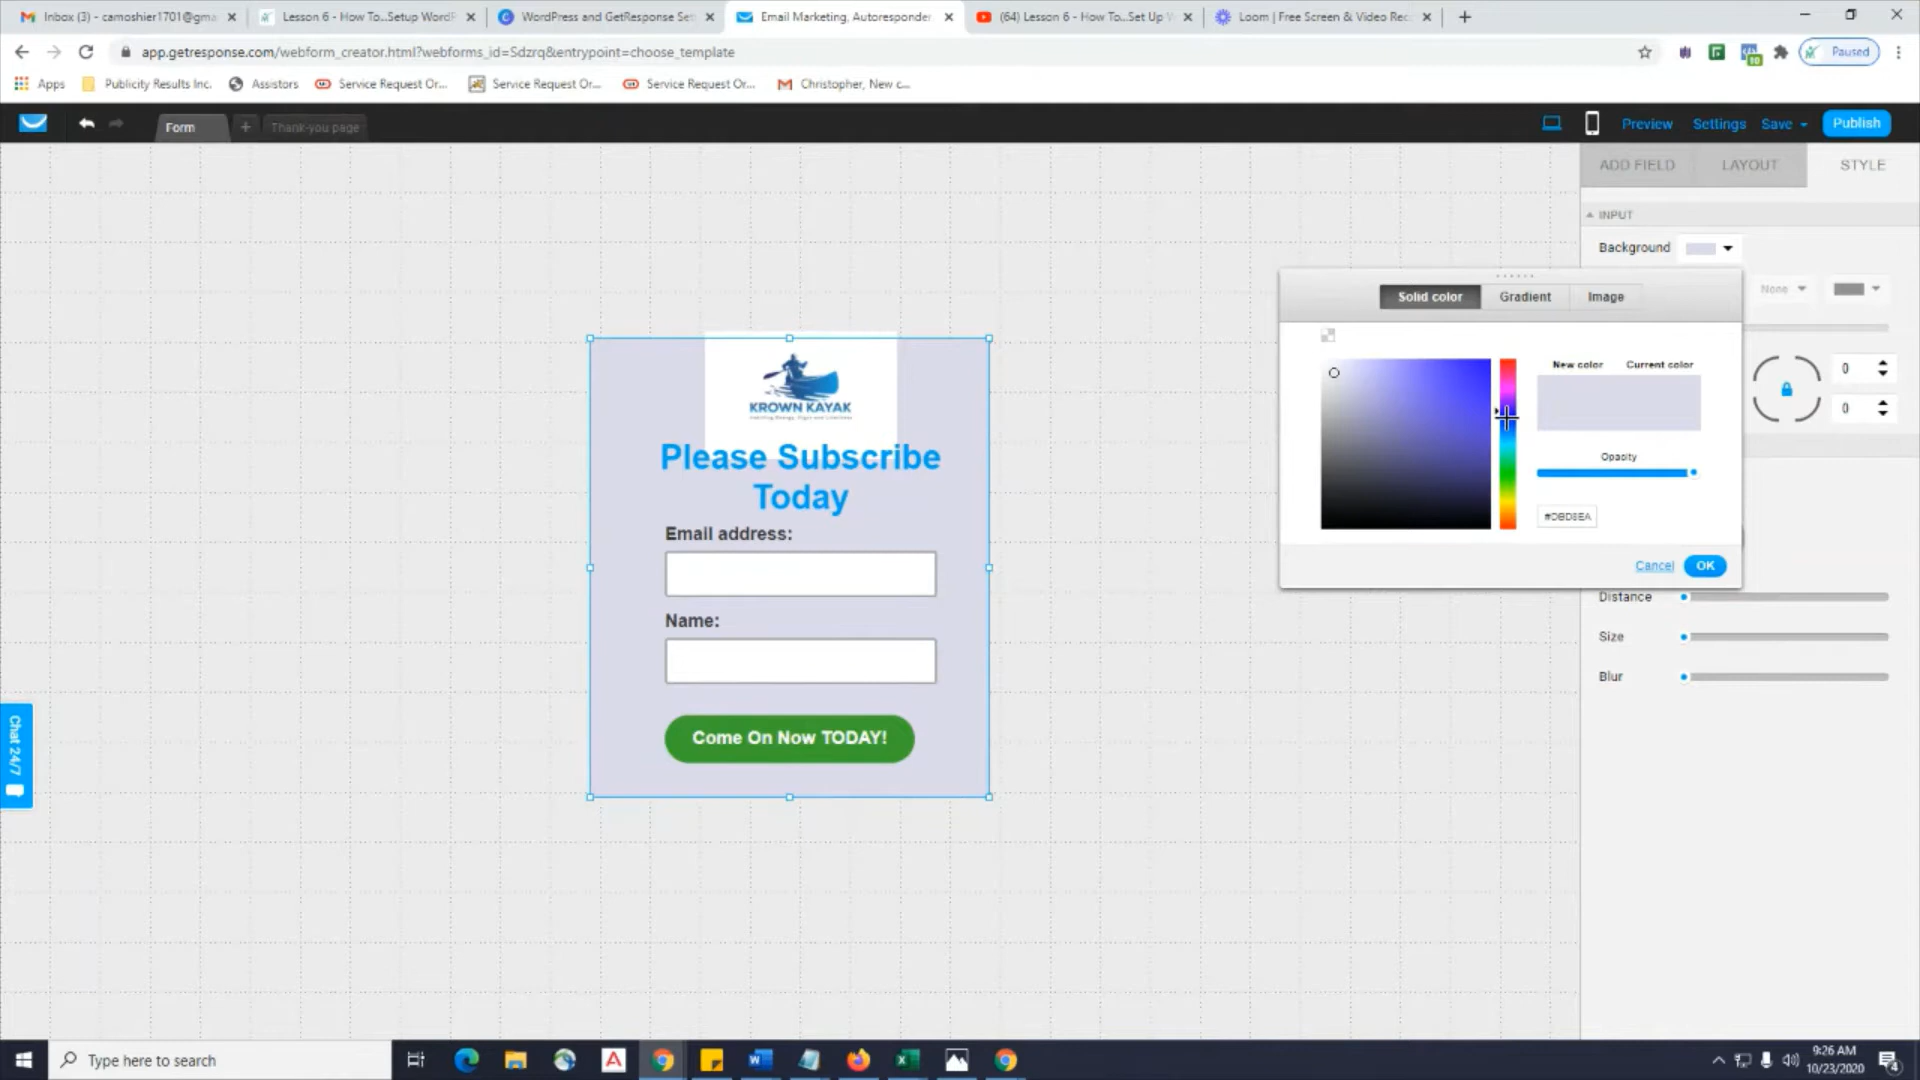 Inbox (3) - camoshier1701@gma
Lesson 6 - How To...Setup WordP
WordPress and GetResponse Se
Email Marketing, Autoresponder
(64) Lesson 6 - How To...Set Up
Loom | Free Screen & Video Rec
app.getresponse.com/webform_creator.html?webforms_id=Sdzrq&entrypoint=choose_template
Paused
Apps
Publicity Results Inc.
Assistors
Service Request Or...
Service Request Or...
Service Request Or...
Christopher, New c...
Form
Thank-you page
Preview
Settings
Save
Publish
ADD FIELD
LAYOUT
STYLE
INPUT
Background
Solid color
Gradient
Image
None
New color
Current color
0
0
Opacity
Cancel
OK
Distance
Size
Blur
KROWN KAYAK
Please Subscribe
Today
Email address:
Name:
Come On Now TODAY!
Chat 24/7
Type here to search
9:26 AM
10/23/2020
4